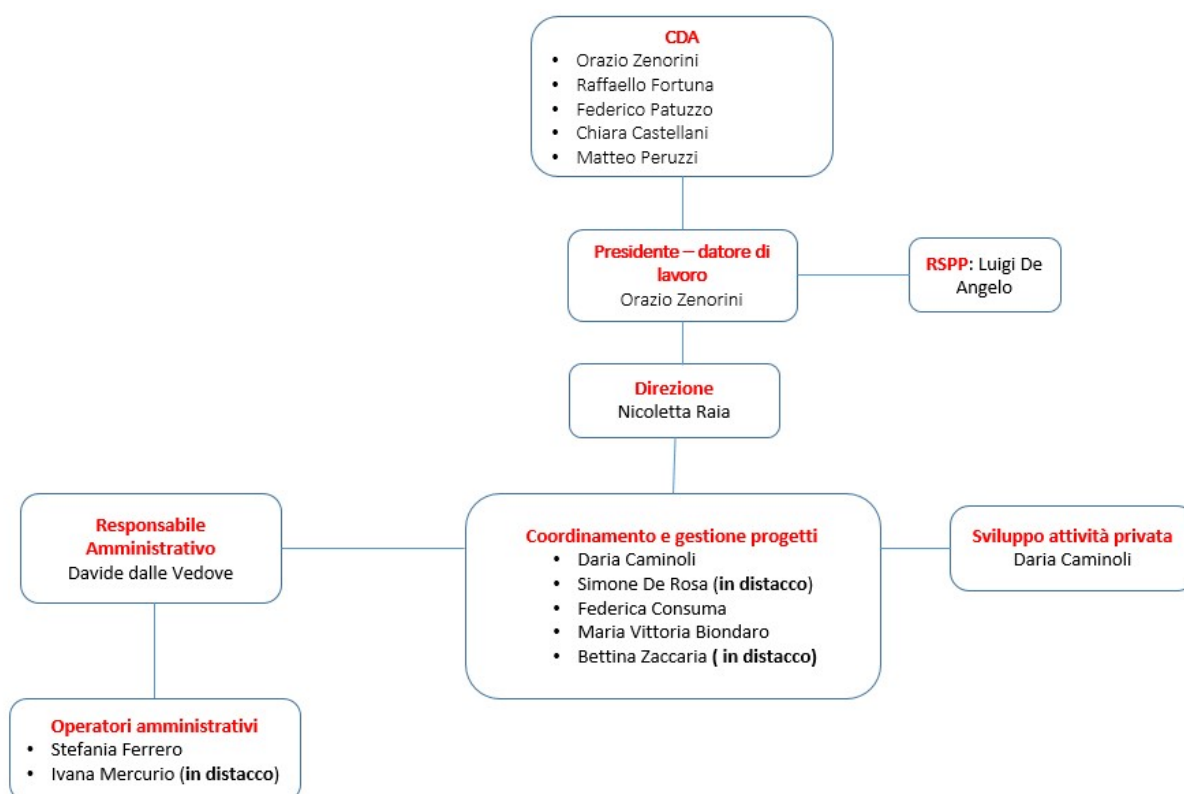 CDA
• Orazio Zenorini
• Raffaello Fortuna
• Federico Patuzzo
• Chiara Castellani
• Matteo Peruzzi
Presidente – datore di
lavoro
Orazio Zenorini
RSPP: Luigi De
Angelo
Direzione
Nicoletta Raia
Responsabile
Amministrativo
Davide dalle Vedove
Coordinamento e gestione progetti
• Daria Caminoli
• Simone De Rosa (in distacco)
• Federica Consuma
• Maria Vittoria Biondaro
• Bettina Zaccaria ( in distacco)
Sviluppo attività privata
Daria Caminoli
Operatori amministrativi
• Stefania Ferrero
• Ivana Mercurio (in distacco)